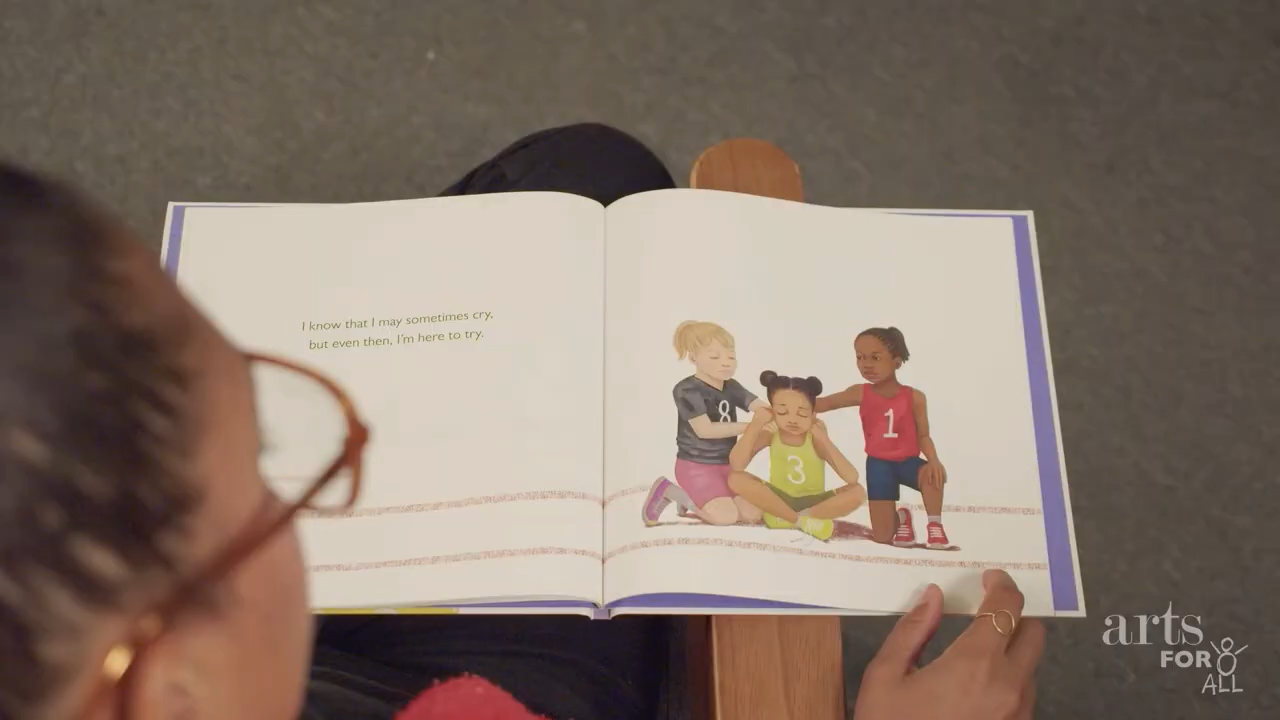 I know that I may sometimes cry,
but even then, I'm here to try.
8
3
1
arts
FOR
ALL